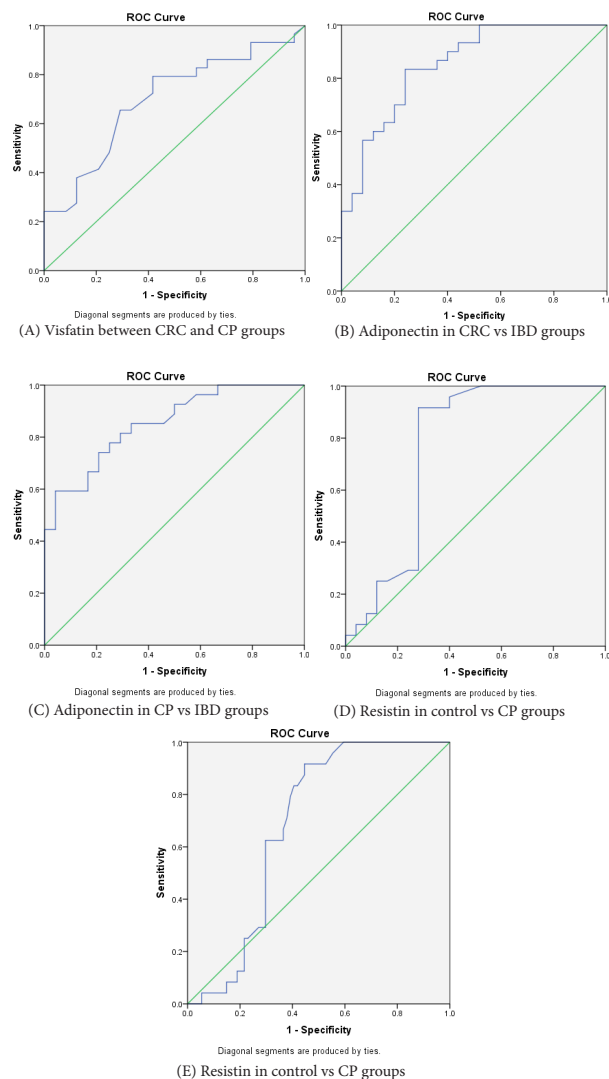 ROC Curve
1.0
0.8
0.6
0.4
0.2
0.0
Sensitivity
0.0 0.2 0.4 0.6 0.8 1.0
1 - Specificity
Diagonal segments are produced by ties.
(A) Visfatin between CRC and CP groups
ROC Curve
1.0
0.8
0.6
0.4
0.2
0.0
Sensitivity
0.0 0.2 0.4 0.6 0.8 1.0
1 - Specificity
Diagonal segments are produced by ties.
(B) Adiponectin in CRC vs IBD groups
ROC Curve
1.0
0.8
0.6
0.4
0.2
0.0
Sensitivity
0.0 0.2 0.4 0.6 0.8 1.0
1 - Specificity
Diagonal segments are produced by ties.
(C) Adiponectin in CP vs IBD groups
ROC Curve
1.0
0.8
0.6
0.4
0.2
0.0
Sensitivity
0.0 0.2 0.4 0.6 0.8 1.0
1 - Specificity
Diagonal segments are produced by ties.
(D) Resistin in control vs CP groups
ROC Curve
1.0
0.8
0.6
0.4
0.2
0.0
Sensitivity
0.0 0.2 0.4 0.6 0.8 1.0
1 - Specificity
Diagonal segments are produced by ties.
(E) Resistin in control vs CP groups